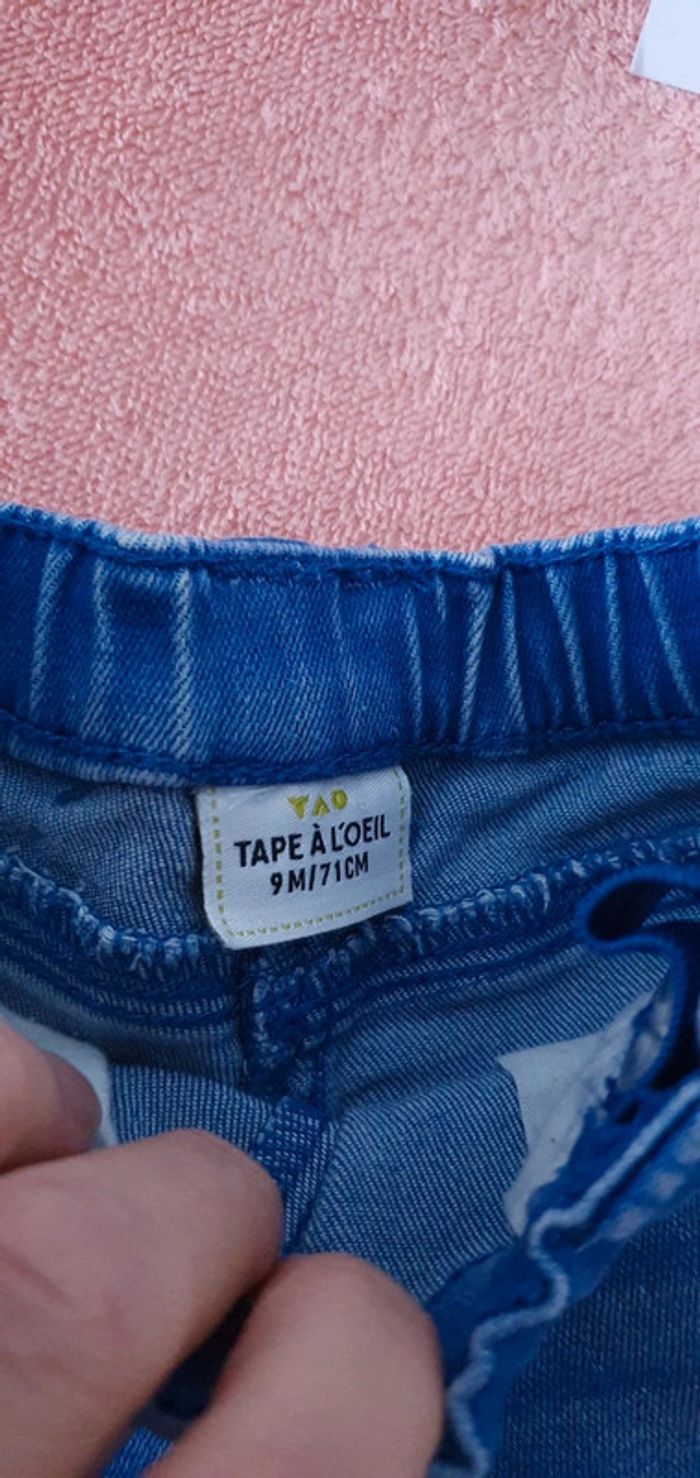 TAO
TAPE À L'OEIL
9M/71CM